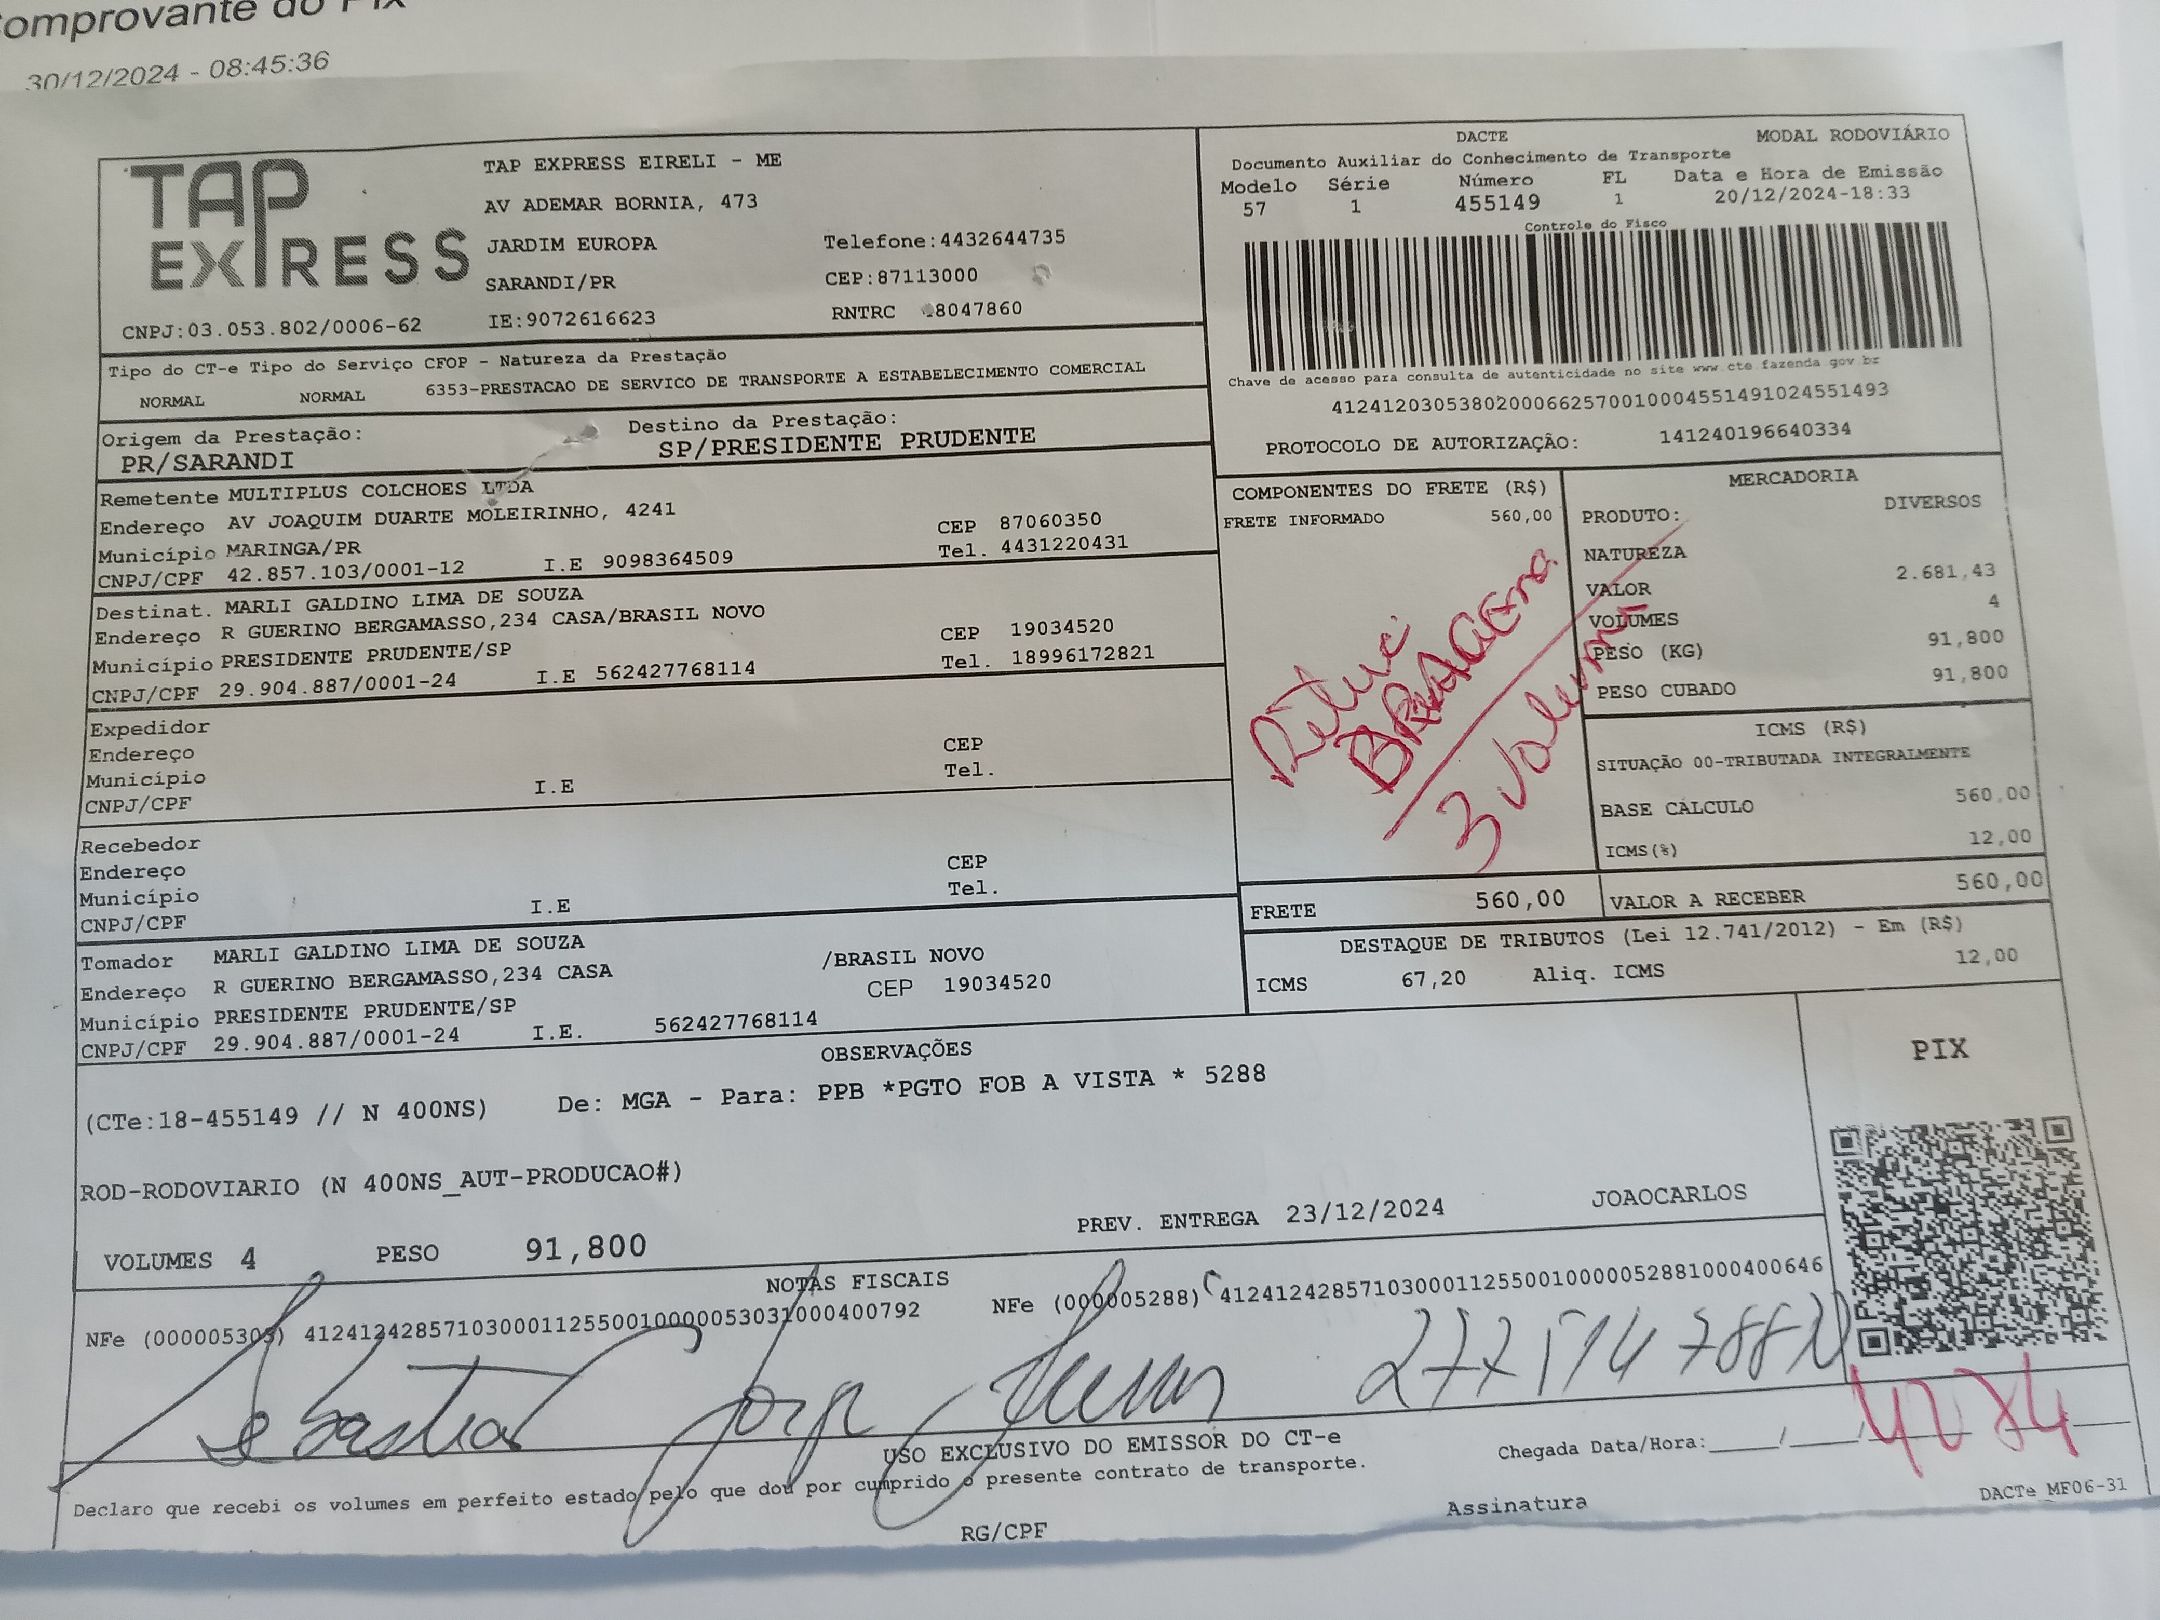 omprovante do Pix
30/12/2024 - 08:45:36
TAP EXPRESS
TAP EXPRESS EIRELI - ME
AV ADEMAR BORNIA, 473
JARDIM EUROPA
Telefone:4432644735
SARANDI/PR
CEP:87113000
CNPJ:03.053.802/0006-62
IE:9072616623
RNTRC 8047860
DACTE
MODAL RODOVIÁRIO
Documento Auxiliar do Conhecimento de Transporte
Modelo Série Número FL Data e Hora de Emissão
57 1 455149 1 20/12/2024-18:33
Controle do Fisco
Chave de acesso para consulta de autenticidade no site www.cte.fazenda.gov.br
41241203053802000662570010004551491024551493
PROTOCOLO DE AUTORIZAÇÃO: 141240196640334
Tipo do CT-e Tipo do Serviço CFOP - Natureza da Prestação
NORMAL NORMAL 6353-PRESTACAO DE SERVICO DE TRANSPORTE A ESTABELECIMENTO COMERCIAL
Origem da Prestação: Destino da Prestação:
PR/SARANDI SP/PRESIDENTE PRUDENTE
Remetente MULTIPLUS COLCHOES LTDA
Endereço AV JOAQUIM DUARTE MOLEIRINHO, 4241
CEP 87060350
Município MARINGA/PR
Tel. 4431220431
CNPJ/CPF 42.857.103/0001-12 I.E 9098364509
Destinat. MARLI GALDINO LIMA DE SOUZA
Endereço R GUERINO BERGAMASSO,234 CASA/BRASIL NOVO
CEP 19034520
Município PRESIDENTE PRUDENTE/SP
Tel. 18996172821
CNPJ/CPF 29.904.887/0001-24 I.E 562427768114
Expedidor
Endereço CEP
Município Tel.
CNPJ/CPF I.E
Recebedor
Endereço CEP
Município Tel.
CNPJ/CPF I.E
Tomador MARLI GALDINO LIMA DE SOUZA
/BRASIL NOVO
Endereço R GUERINO BERGAMASSO,234 CASA
CEP 19034520
Município PRESIDENTE PRUDENTE/SP
CNPJ/CPF 29.904.887/0001-24 I.E. 562427768114
COMPONENTES DO FRETE (R$)
FRETE INFORMADO 560,00
3 Volumes
MERCADORIA
PRODUTO: DIVERSOS
NATUREZA
VALOR 2.681,43
VOLUMES 4
PESO (KG) 91,800
PESO CUBADO 91,800
ICMS (R$)
SITUAÇÃO 00-TRIBUTADA INTEGRALMENTE
BASE CÁLCULO 560,00
ICMS(%) 12,00
FRETE 560,00 VALOR A RECEBER 560,00
DESTAQUE DE TRIBUTOS (Lei 12.741/2012) - Em (R$)
ICMS 67,20 Aliq. ICMS 12,00
OBSERVAÇÕES
(CTe:18-455149 // N 400NS) De: MGA - Para: PPB *PGTO FOB A VISTA * 5288
ROD-RODOVIARIO (N 400NS_AUT-PRODUCAO#)
PREV. ENTREGA 23/12/2024 JOAOCARLOS
VOLUMES 4 PESO 91,800
PIX
NOTAS FISCAIS
NFe (000005303) 41241242857103000112550010000053031000400792
NFe (000005288) 41241242857103000112550010000052881000400646
Sebastiao Jorge
4274
USO EXCLUSIVO DO EMISSOR DO CT-e
Chegada Data/Hora:_____/_____/_____
Declaro que recebi os volumes em perfeito estado pelo que dou por cumprido o presente contrato de transporte.
RG/CPF
Assinatura
DACTe MF06-31